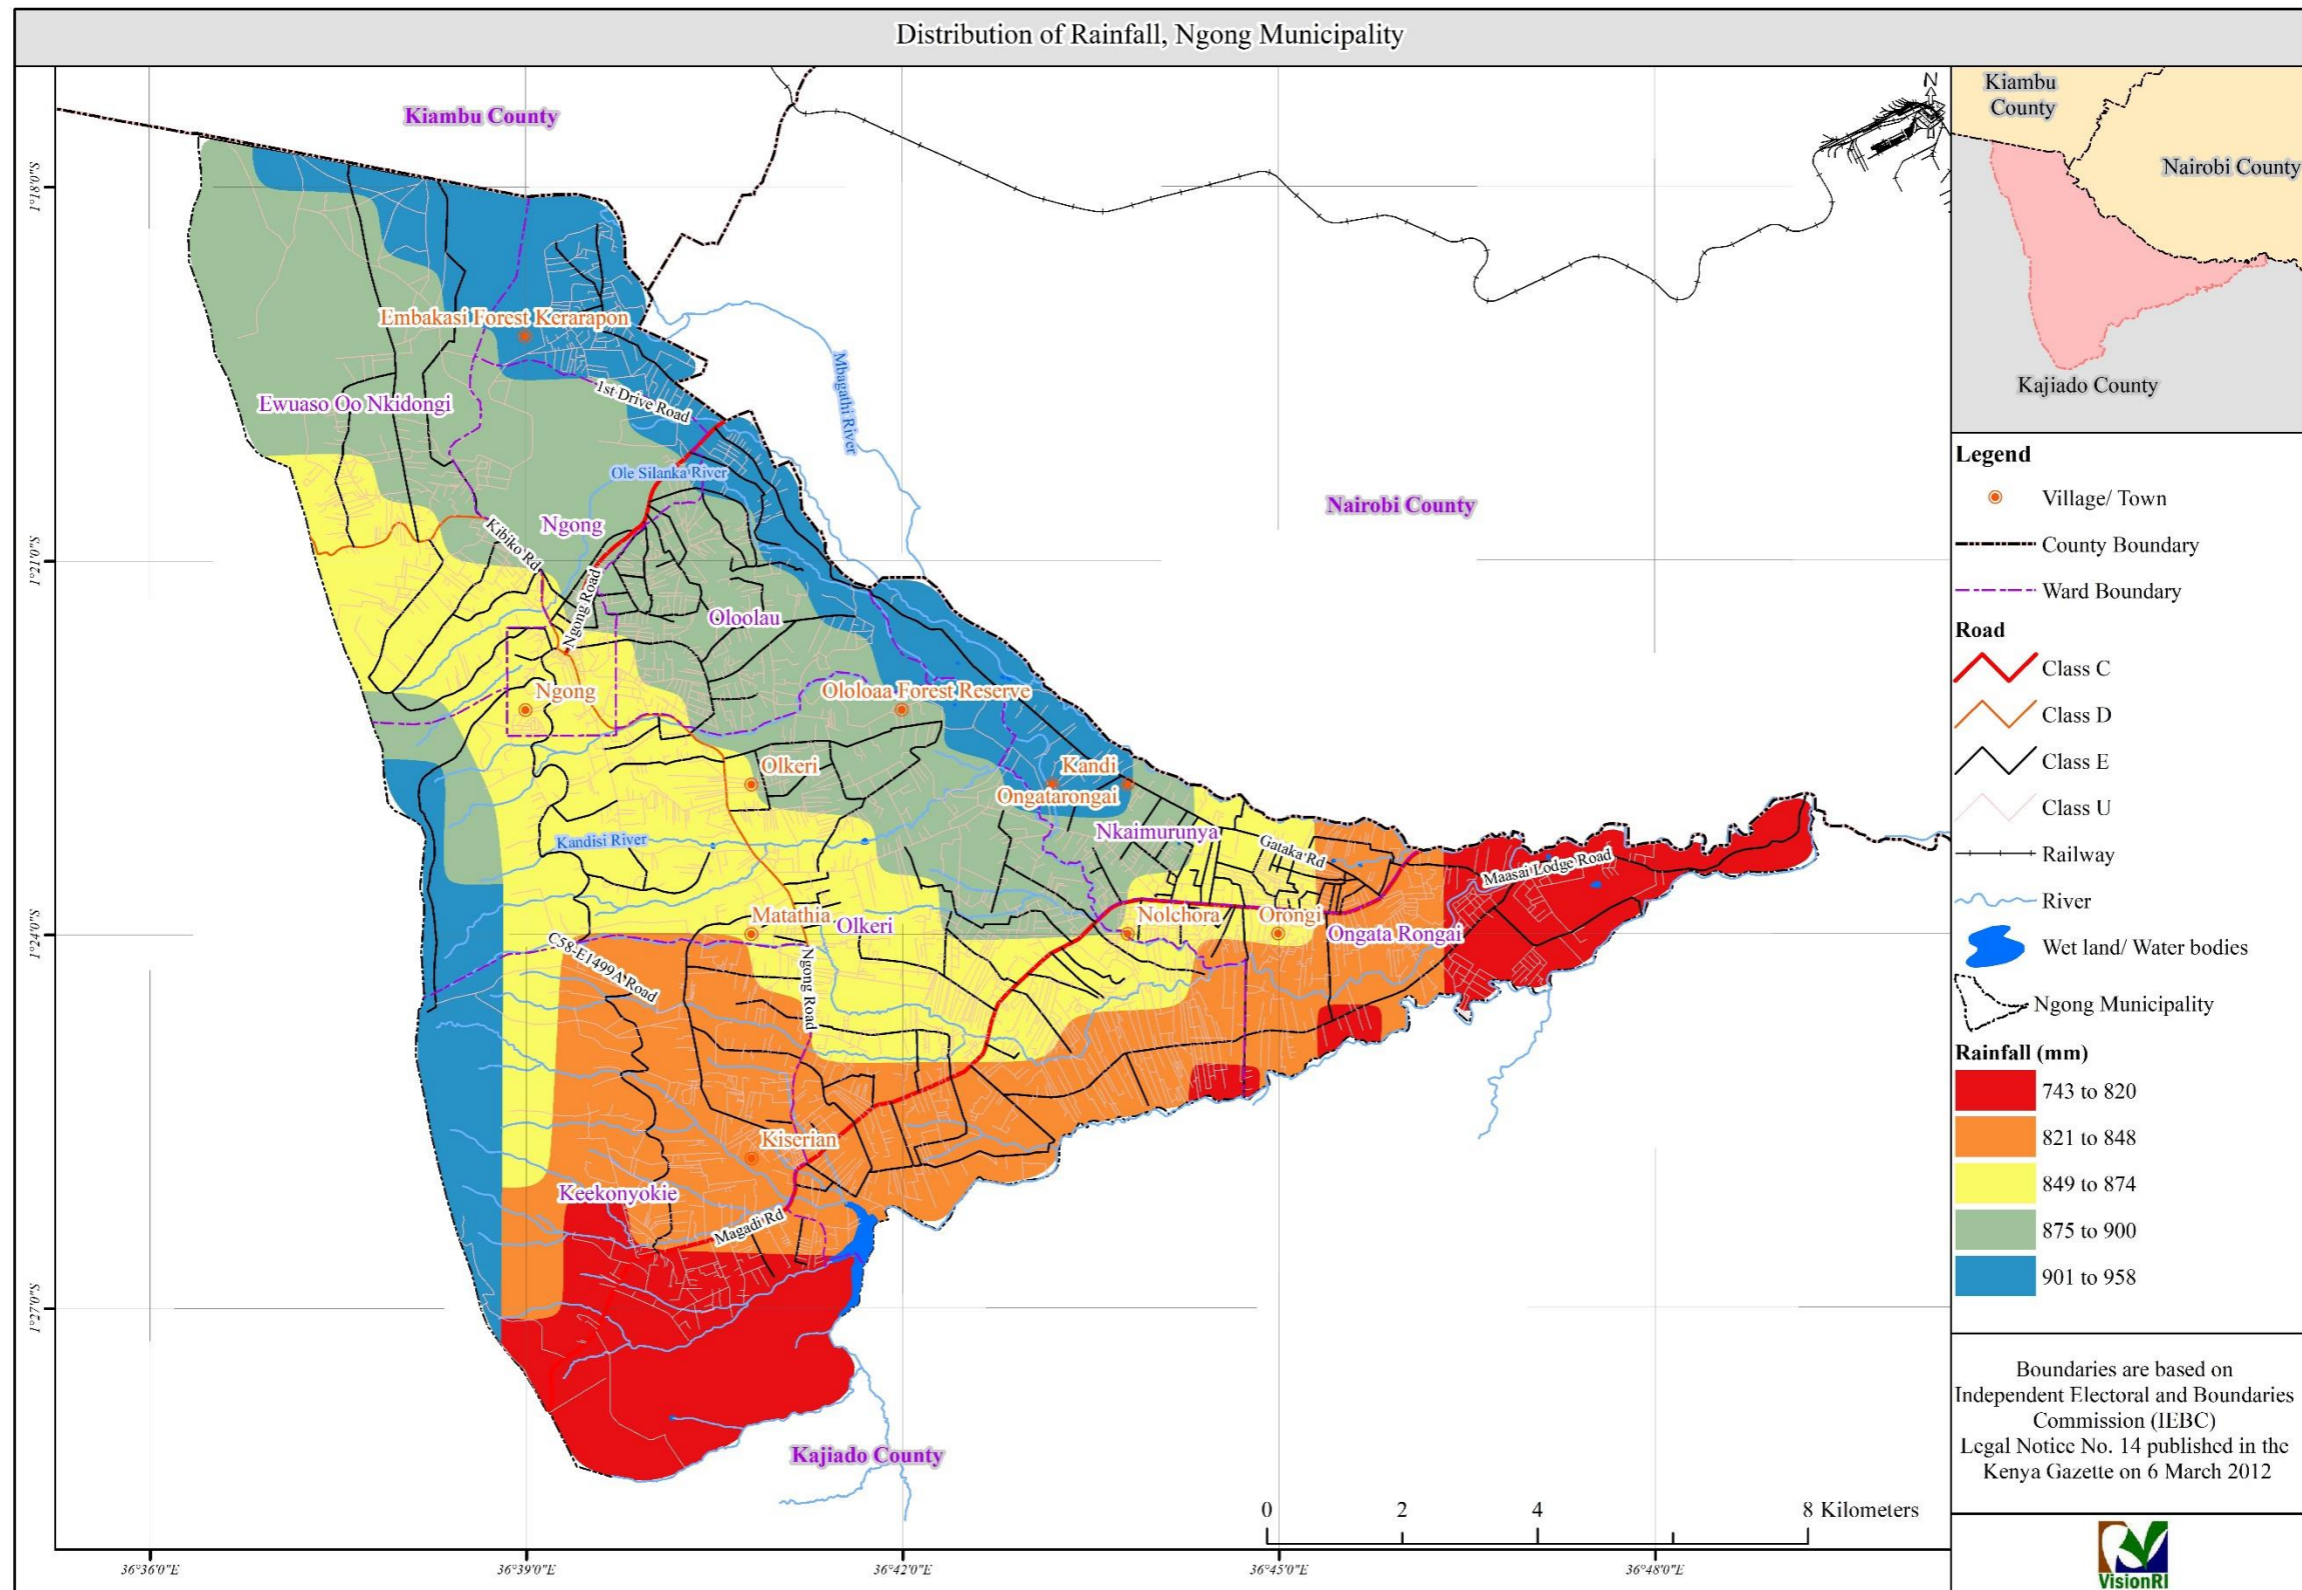 Distribution of Rainfall, Ngong Municipality
Kiambu County
Nairobi County
Kajiado County
N
1°18'0"S
1°21'0"S
1°24'0"S
1°27'0"S
36°36'0"E
36°39'0"E
36°42'0"E
36°45'0"E
36°48'0"E
Embakasi Forest Kerarapon
Mbagathi River
1st Drive Road
Ewuaso Oo Nkidongi
Ole Silanka River
Ngong
Kibiko Rd
Ngong Road
Oloolau
Ngong
Ololoaa Forest Reserve
Olkeri
Kandi
Ongatarongai
Nkaimurunya
Kandisi River
Gataka Rd
Maasai Lodge Road
Matathia
Olkeri
Nolchora
Orongi
Ongata Rongai
C58-E1499A Road
Ngong Road
Kiserian
Keekonyokie
Magadi Rd
0 2 4 8 Kilometers
Kiambu
County
Nairobi County
Kajiado County
Legend
Village/ Town
County Boundary
Ward Boundary
Road
Class C
Class D
Class E
Class U
Railway
River
Wet land/ Water bodies
Ngong Municipality
Rainfall (mm)
743 to 820
821 to 848
849 to 874
875 to 900
901 to 958
Boundaries are based on
Independent Electoral and Boundaries
Commission (IEBC)
Legal Notice No. 14 published in the
Kenya Gazette on 6 March 2012
VisionRI